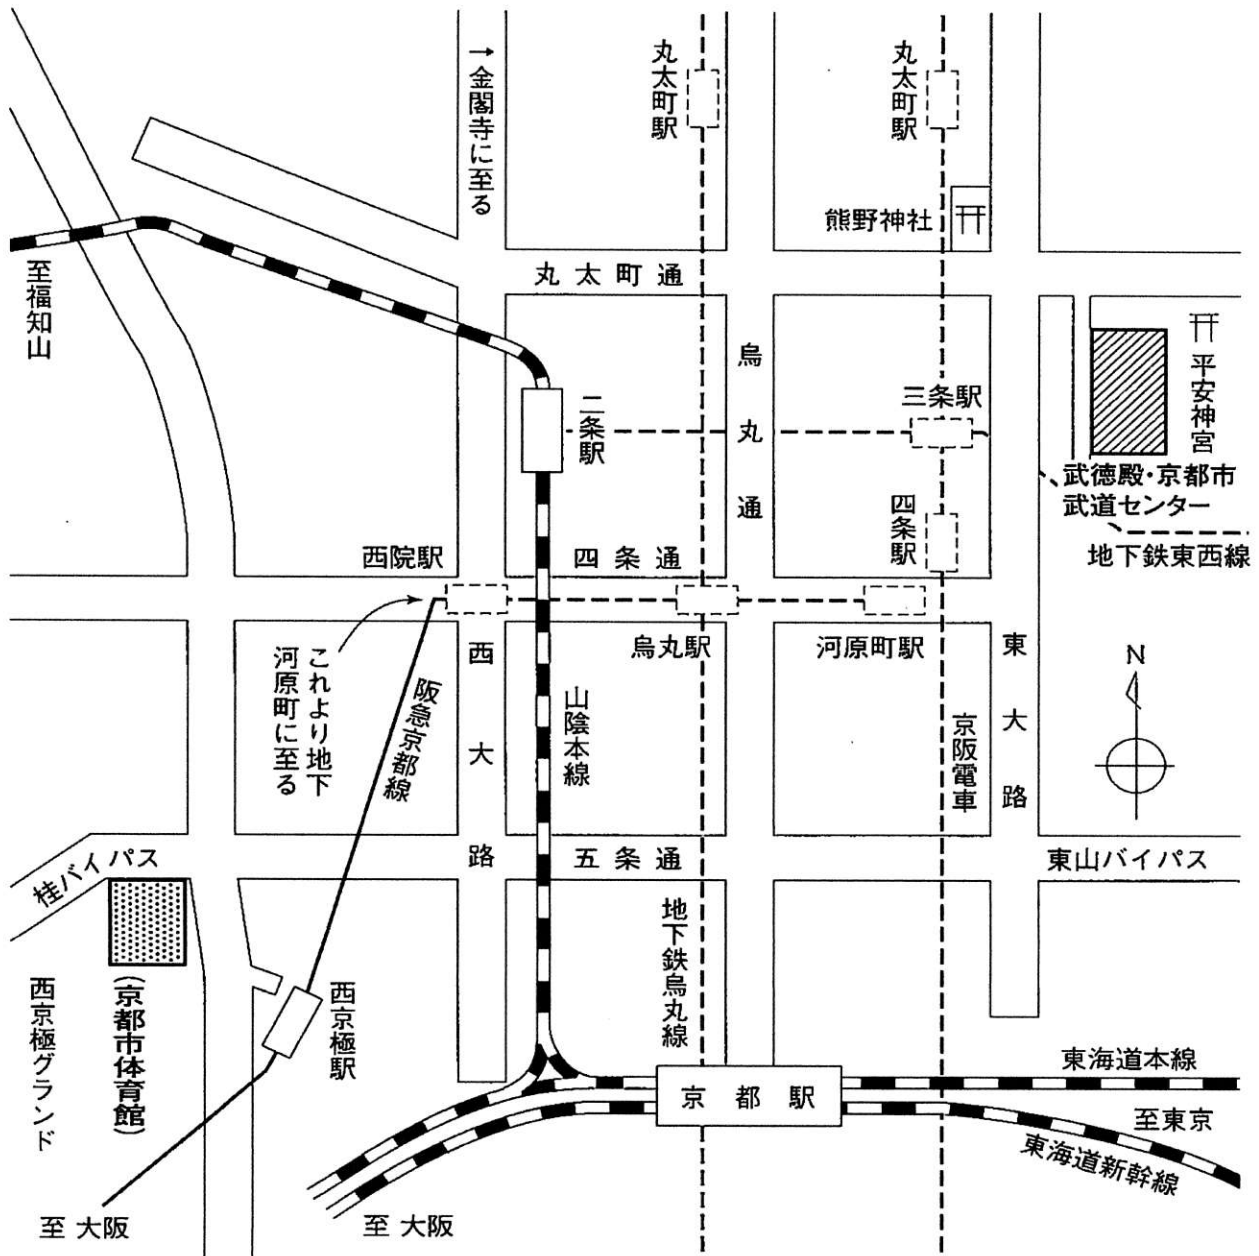 →金閣寺に至る
丸太町駅
丸太町駅
熊野神社
丸太町通
至福知山
烏丸通
三条駅
平安神宮
二条駅
武徳殿・京都市
武道センター
地下鉄東西線
四条駅
西院駅
四条通
烏丸駅
河原町駅
これより地下
河原町に至る
阪急京都線
西大路
山陰本線
京阪電車
東大路
N
桂バイパス
五条通
東山バイパス
地下鉄烏丸線
西京極グランド
(京都市体育館)
西京極駅
京都駅
東海道本線
至東京
東海道新幹線
至 大阪
至 大阪